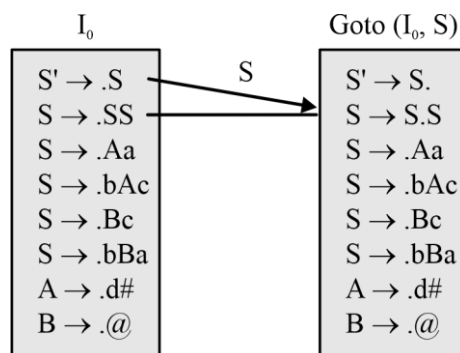 I₀
S' → .S
S → .SS
S → .Aa
S → .bAc
S → .Bc
S → .bBa
A → .d#
B → .@
S
Goto (I₀, S)
S' → S.
S → S.S
S → .Aa
S → .bAc
S → .Bc
S → .bBa
A → .d#
B → .@